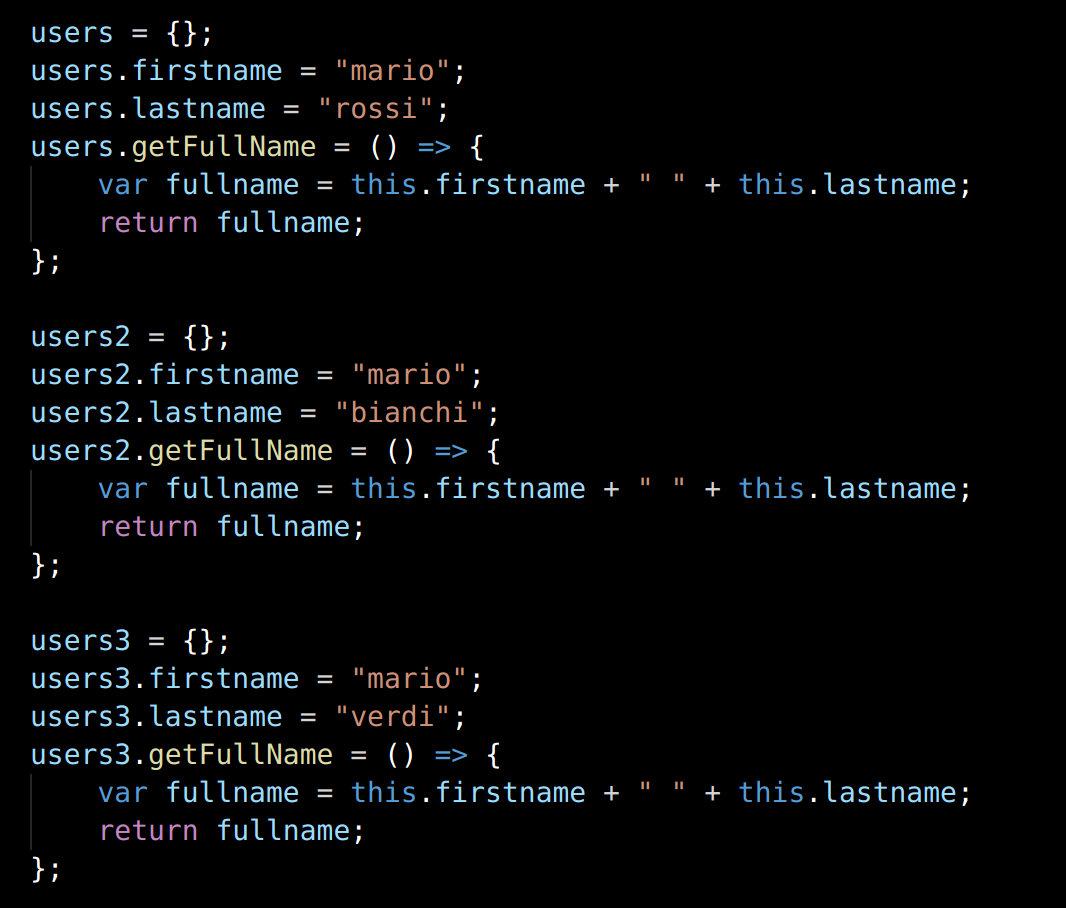 users = {};
users.firstname = "mario";
users.lastname = "rossi";
users.getFullName = () => {
    var fullname = this.firstname + " " + this.lastname;
    return fullname;
};

users2 = {};
users2.firstname = "mario";
users2.lastname = "bianchi";
users2.getFullName = () => {
    var fullname = this.firstname + " " + this.lastname;
    return fullname;
};

users3 = {};
users3.firstname = "mario";
users3.lastname = "verdi";
users3.getFullName = () => {
    var fullname = this.firstname + " " + this.lastname;
    return fullname;
};